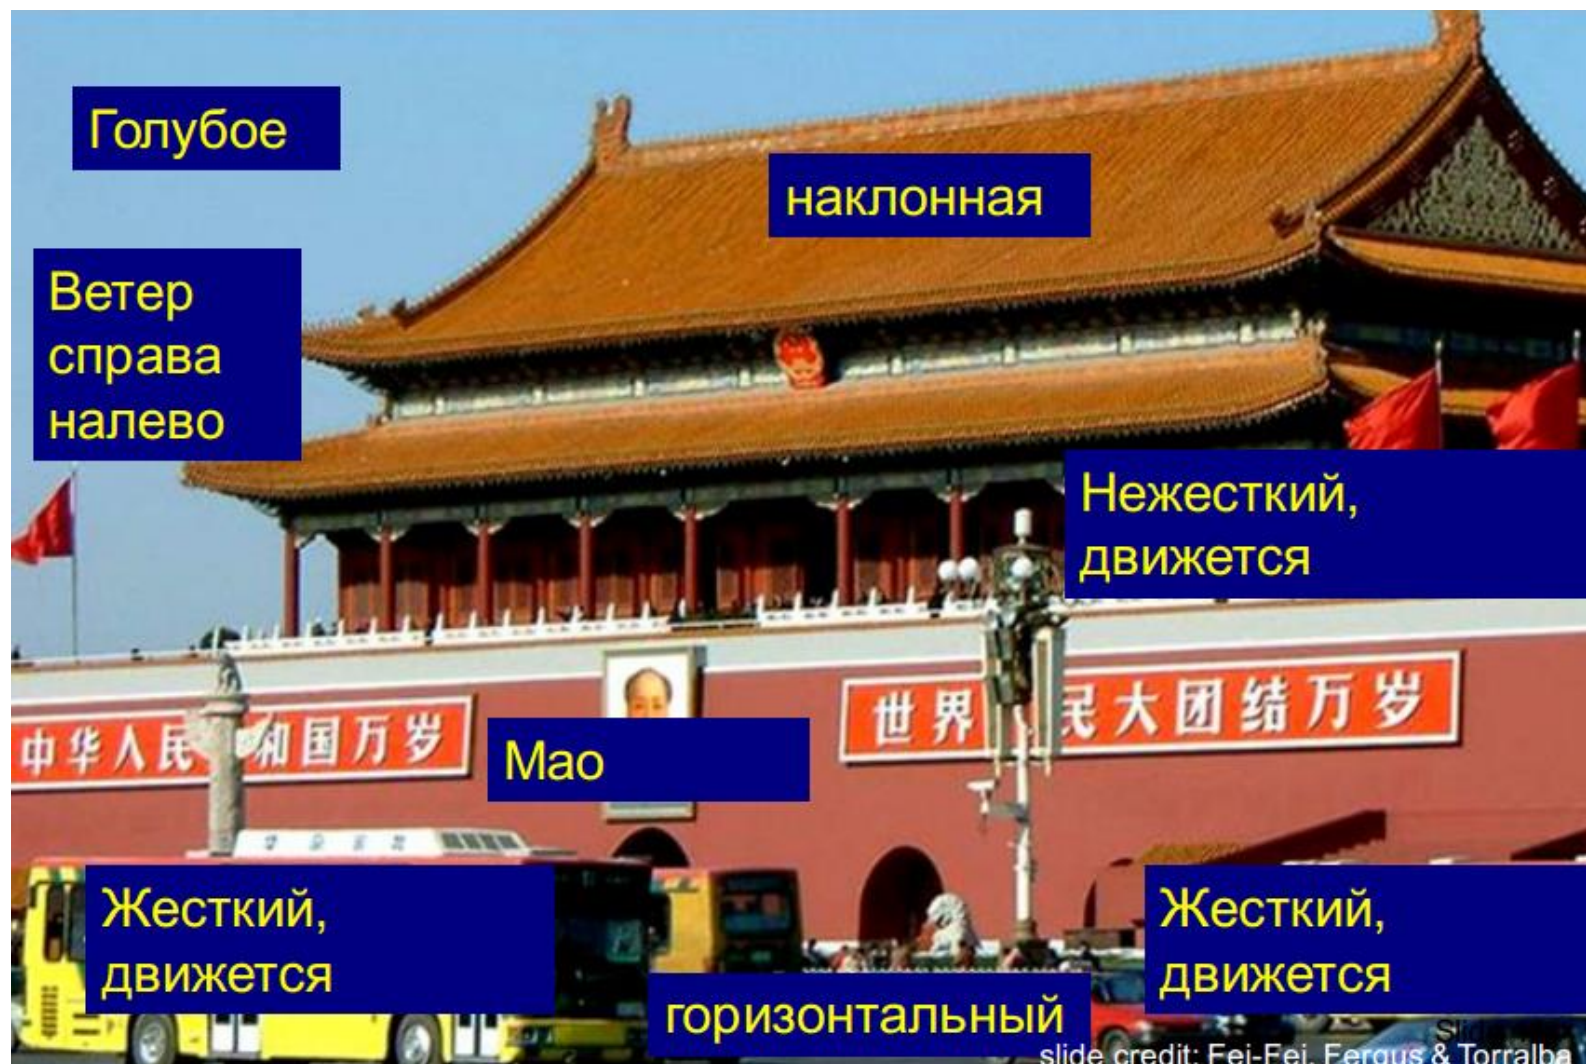 Голубое
наклонная
Ветер
справа
налево
Нежесткий,
движется
中华人民 和国万岁
世界 民大团结万岁
Мао
Жесткий,
движется
Жесткий,
движется
горизонтальный
slide credit: Fei-Fei, Fergus & Torralba